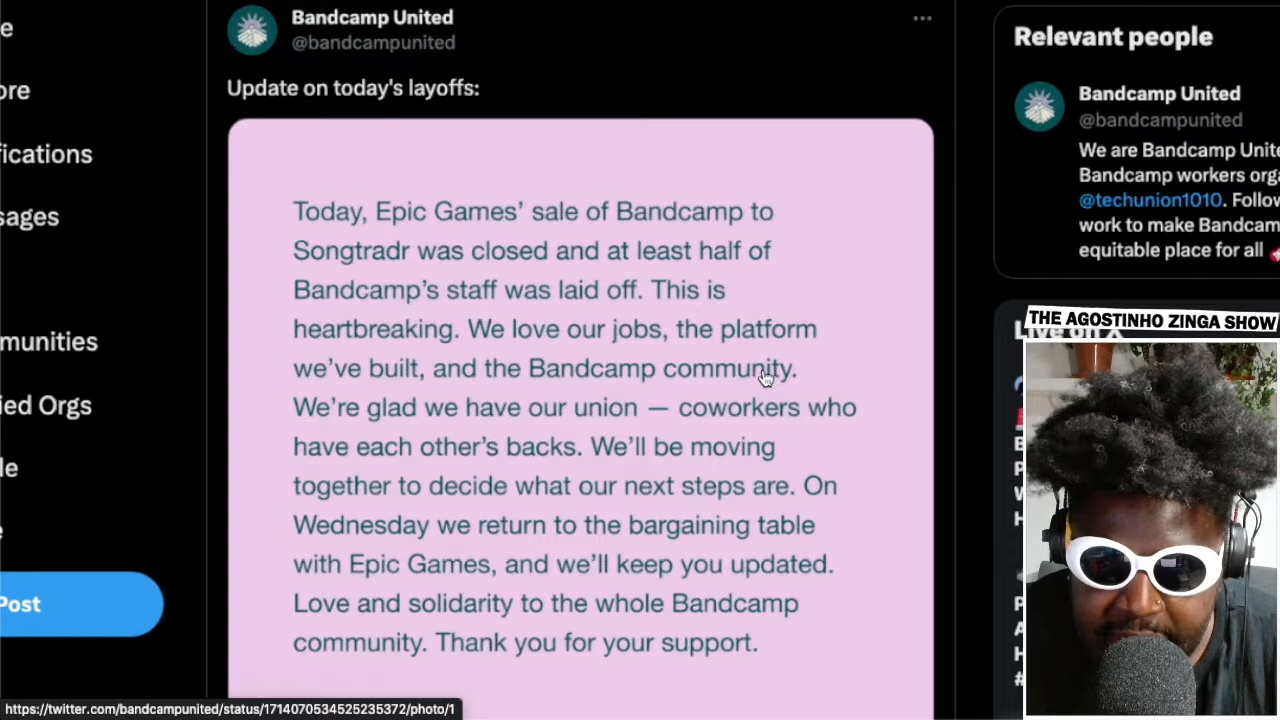 Bandcamp United
@bandcampunited
Update on today's layoffs:
Today, Epic Games’ sale of Bandcamp to
Songtradr was closed and at least half of
Bandcamp’s staff was laid off. This is
heartbreaking. We love our jobs, the platform
we’ve built, and the Bandcamp community.
We’re glad we have our union — coworkers who
have each other’s backs. We’ll be moving
together to decide what our next steps are. On
Wednesday we return to the bargaining table
with Epic Games, and we’ll keep you updated.
Love and solidarity to the whole Bandcamp
community. Thank you for your support.
e
ore
fications
sages
munities
ied Orgs
le
Post
https://twitter.com/bandcampunited/status/1714070534525235372/photo/1
Relevant people
Bandcamp United
@bandcampunited
We are Bandcamp Unite
Bandcamp workers orga
@techunion1010. Follow
work to make Bandcam
equitable place for all
THE AGOSTINHO ZINGA SHOW
Live on X